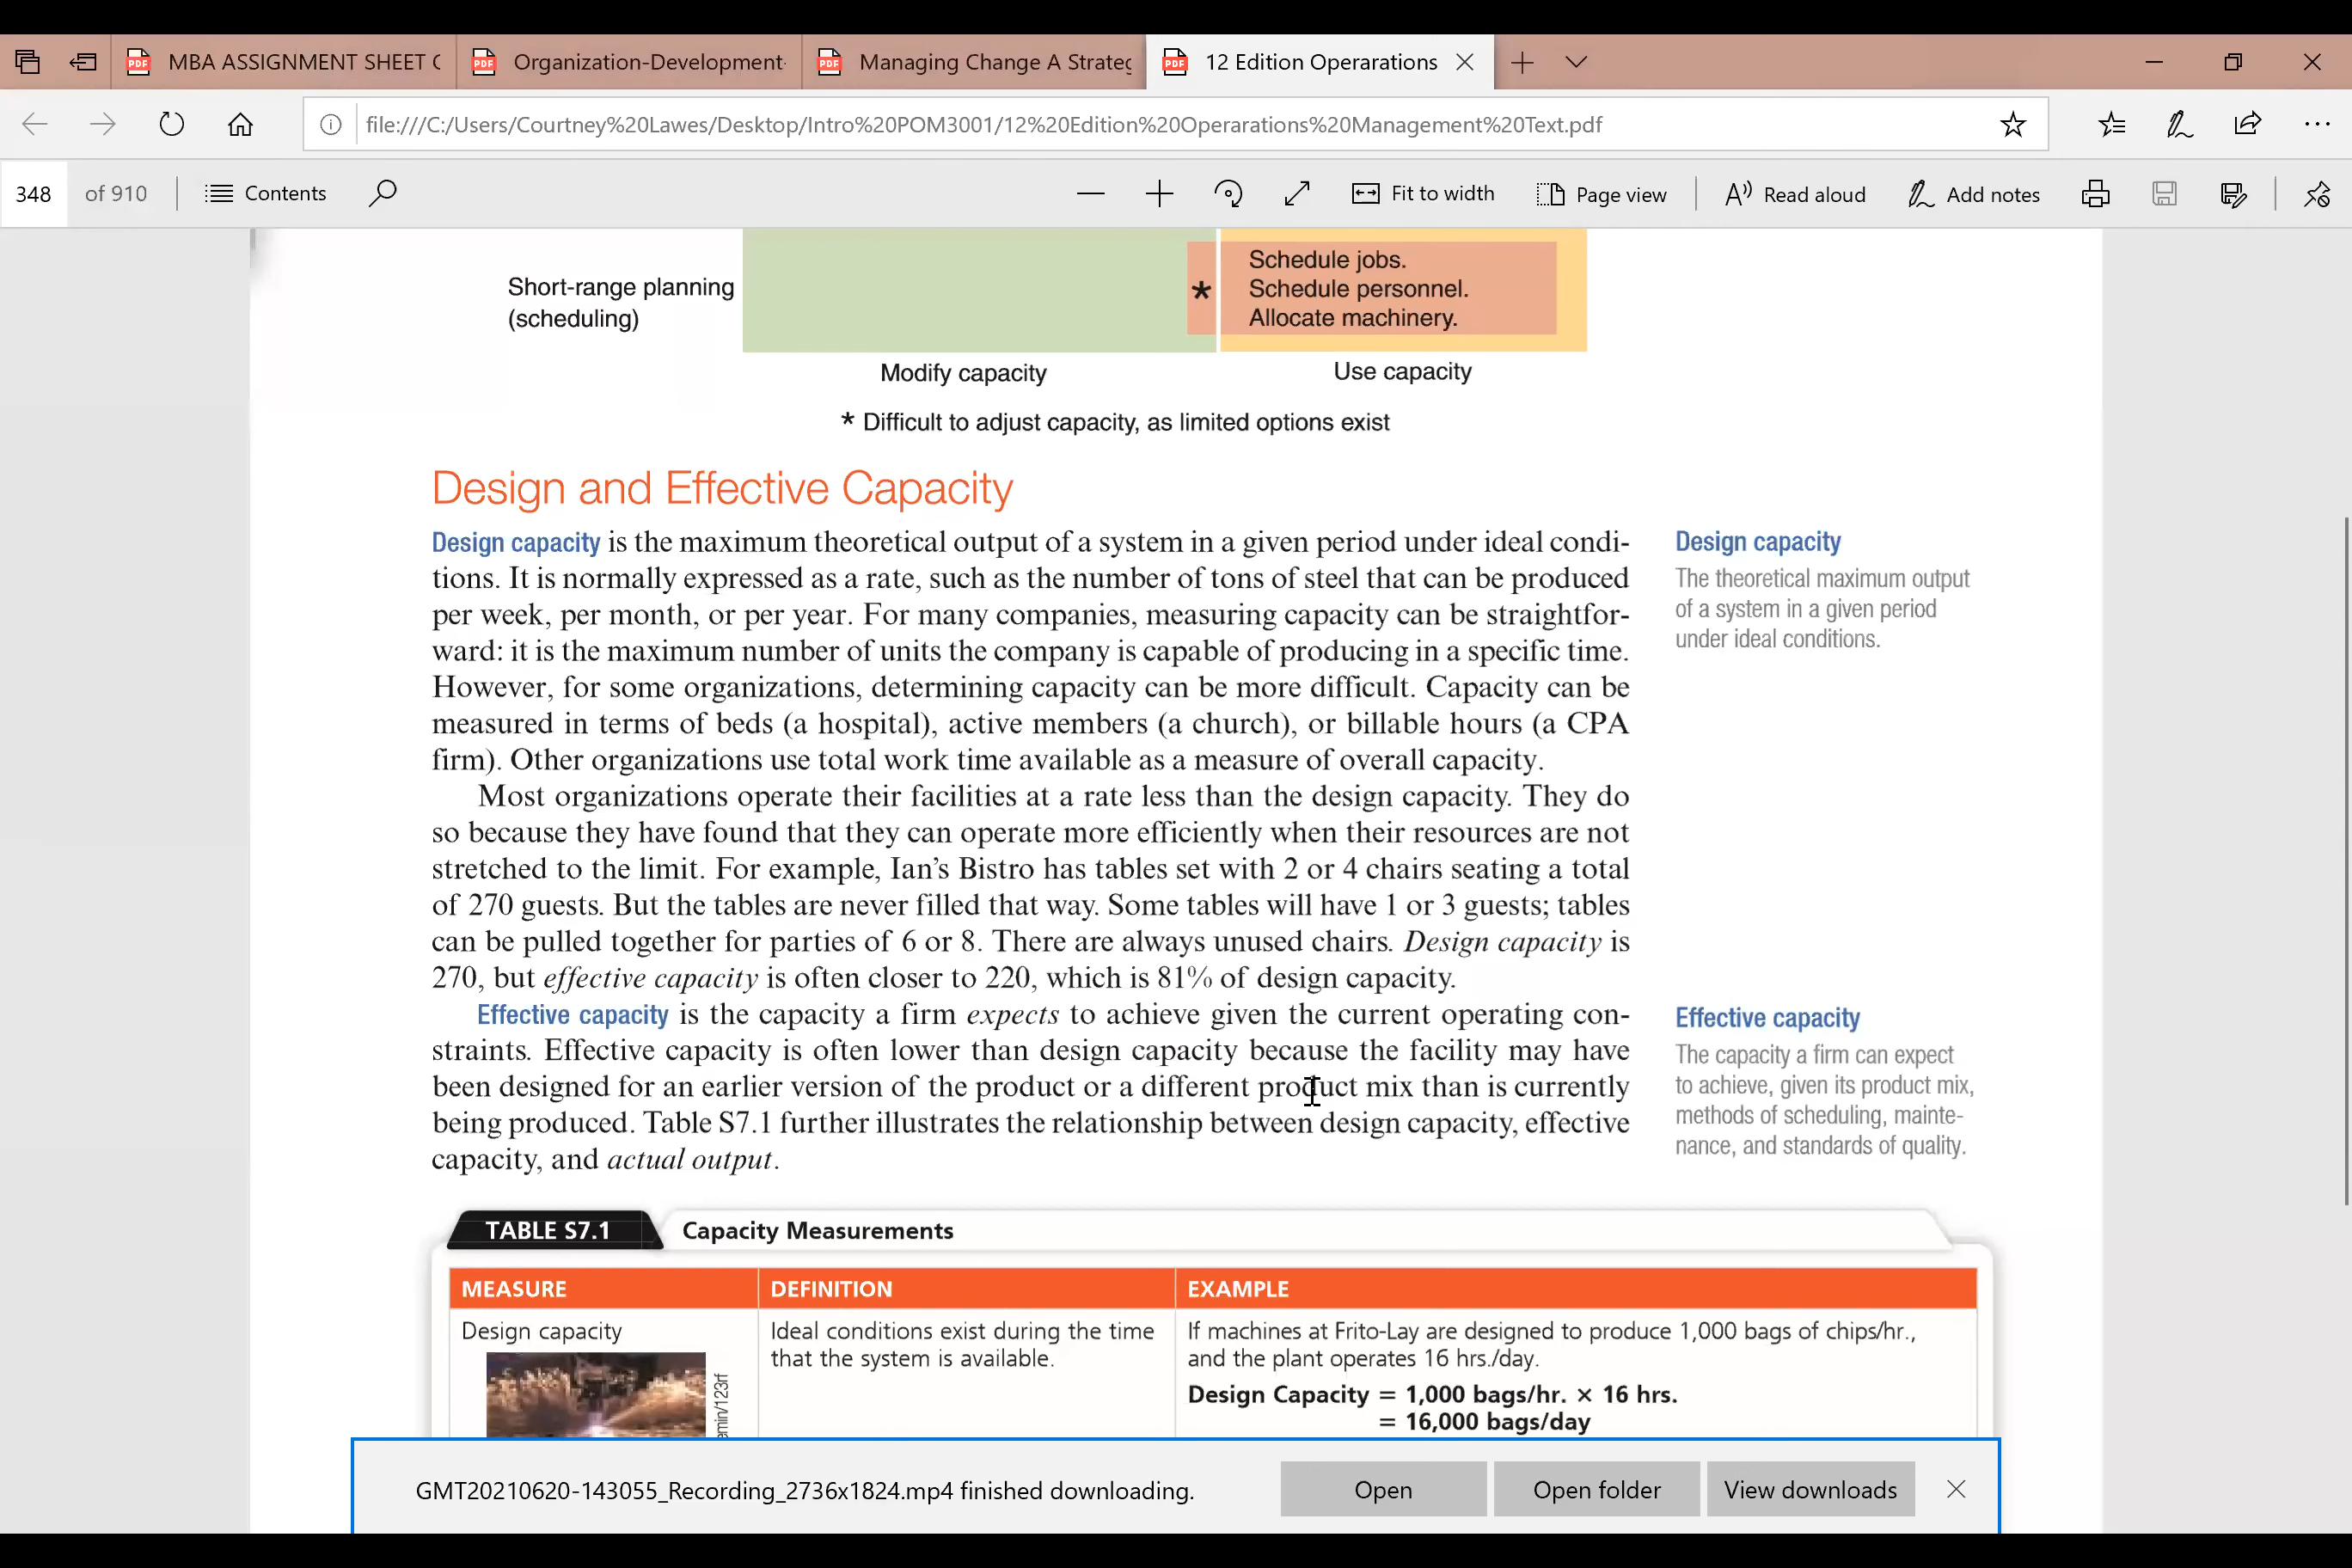 MBA ASSIGNMENT SHEET C
Organization-Development-
Managing Change A Strateg
12 Edition Operarations
file:///C:/Users/Courtney%20Lawes/Desktop/Intro%20POM3001/12%20Edition%20Operarations%20Management%20Text.pdf
348 of 910
Contents
Fit to width
Page view
Read aloud
Add notes
Short-range planning
(scheduling)
*
Schedule jobs.
Schedule personnel.
Allocate machinery.
Modify capacity
Use capacity
* Difficult to adjust capacity, as limited options exist
Design and Effective Capacity
Design capacity is the maximum theoretical output of a system in a given period under ideal condi-
tions. It is normally expressed as a rate, such as the number of tons of steel that can be produced
per week, per month, or per year. For many companies, measuring capacity can be straightfor-
ward: it is the maximum number of units the company is capable of producing in a specific time.
However, for some organizations, determining capacity can be more difficult. Capacity can be
measured in terms of beds (a hospital), active members (a church), or billable hours (a CPA
firm). Other organizations use total work time available as a measure of overall capacity.
Most organizations operate their facilities at a rate less than the design capacity. They do
so because they have found that they can operate more efficiently when their resources are not
stretched to the limit. For example, Ian's Bistro has tables set with 2 or 4 chairs seating a total
of 270 guests. But the tables are never filled that way. Some tables will have 1 or 3 guests; tables
can be pulled together for parties of 6 or 8. There are always unused chairs. Design capacity is
270, but effective capacity is often closer to 220, which is 81% of design capacity.
Effective capacity is the capacity a firm expects to achieve given the current operating con-
straints. Effective capacity is often lower than design capacity because the facility may have
been designed for an earlier version of the product or a different product mix than is currently
being produced. Table S7.1 further illustrates the relationship between design capacity, effective
capacity, and actual output.
Design capacity
The theoretical maximum output
of a system in a given period
under ideal conditions.
Effective capacity
The capacity a firm can expect
to achieve, given its product mix,
methods of scheduling, mainte-
nance, and standards of quality.
TABLE S7.1
Capacity Measurements
MEASURE
DEFINITION
EXAMPLE
Design capacity
Ideal conditions exist during the time
that the system is available.
If machines at Frito-Lay are designed to produce 1,000 bags of chips/hr.,
and the plant operates 16 hrs./day.
Design Capacity = 1,000 bags/hr. × 16 hrs.
= 16,000 bags/day
emin/123rf
GMT20210620-143055_Recording_2736x1824.mp4 finished downloading.
Open
Open folder
View downloads